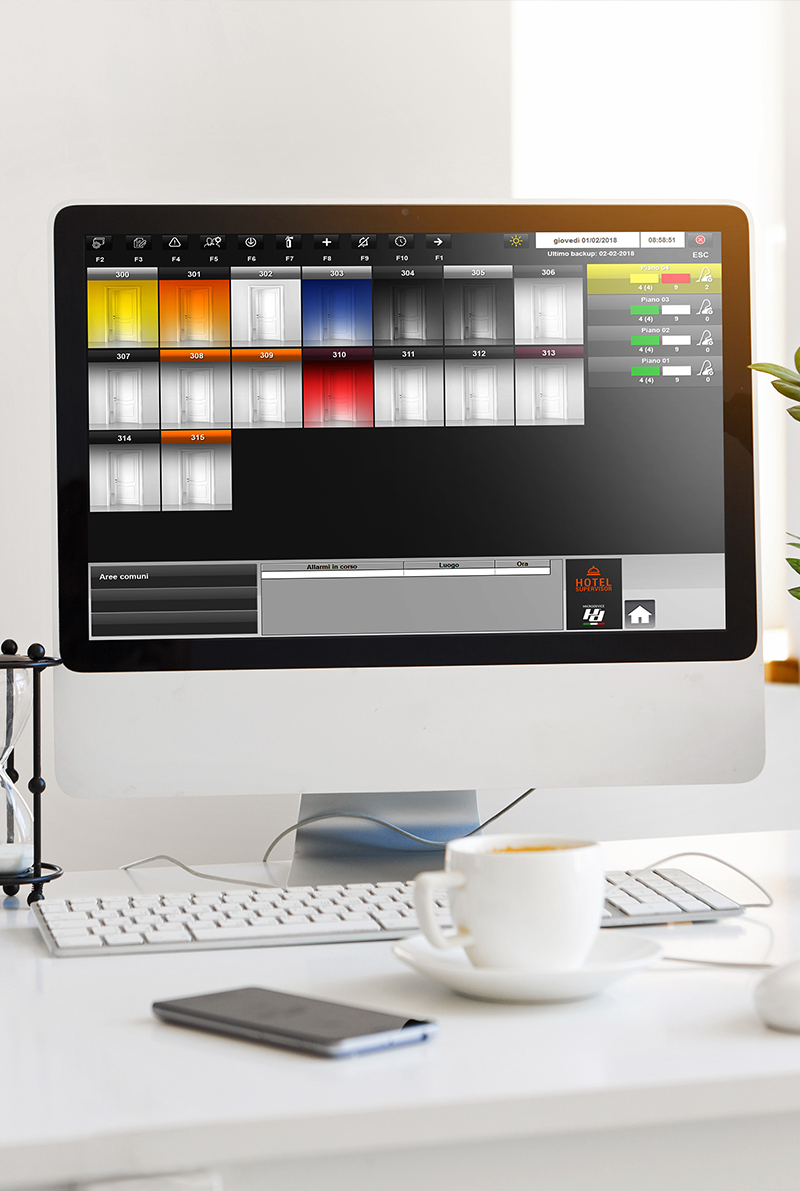 giovedì 01/02/2018 08:58:51
Ultimo backup: 02-02-2018 ESC
F2 F3 F4 F5 F6 F7 F8 F9 F10 F1
300 301 302 303 304 305 306
307 308 309 310 311 312 313
314 315
Piano 04
4 (4) 9 2
Piano 03
4 (4) 9 0
Piano 02
4 (4) 9 0
Piano 01
4 (4) 9 0
Aree comuni
Allarmi in corso Luogo Ora
HOTEL
SUPERVISOR
MICRODEVICE